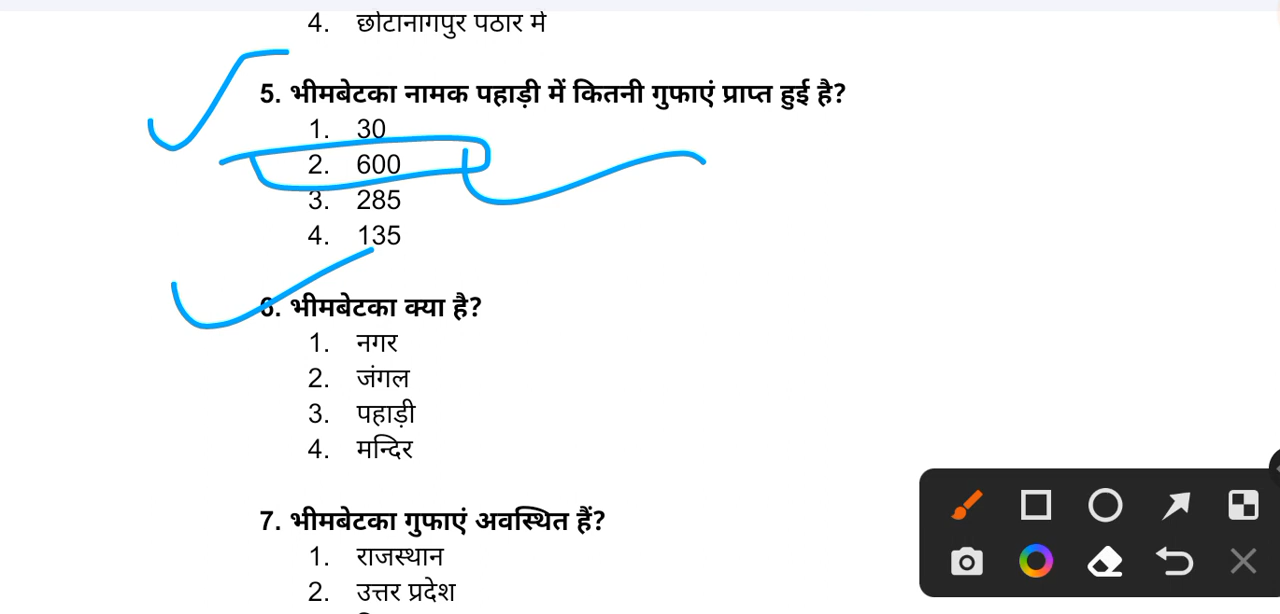 4. छोटानागपुर पठार में
5. भीमबेटका नामक पहाड़ी में कितनी गुफाएं प्राप्त हुई है?
1. 30
2. 600
3. 285
4. 135
6. भीमबेटका क्या है?
1. नगर
2. जंगल
3. पहाड़ी
4. मन्दिर
7. भीमबेटका गुफाएं अवस्थित हैं?
1. राजस्थान
2. उत्तर प्रदेश